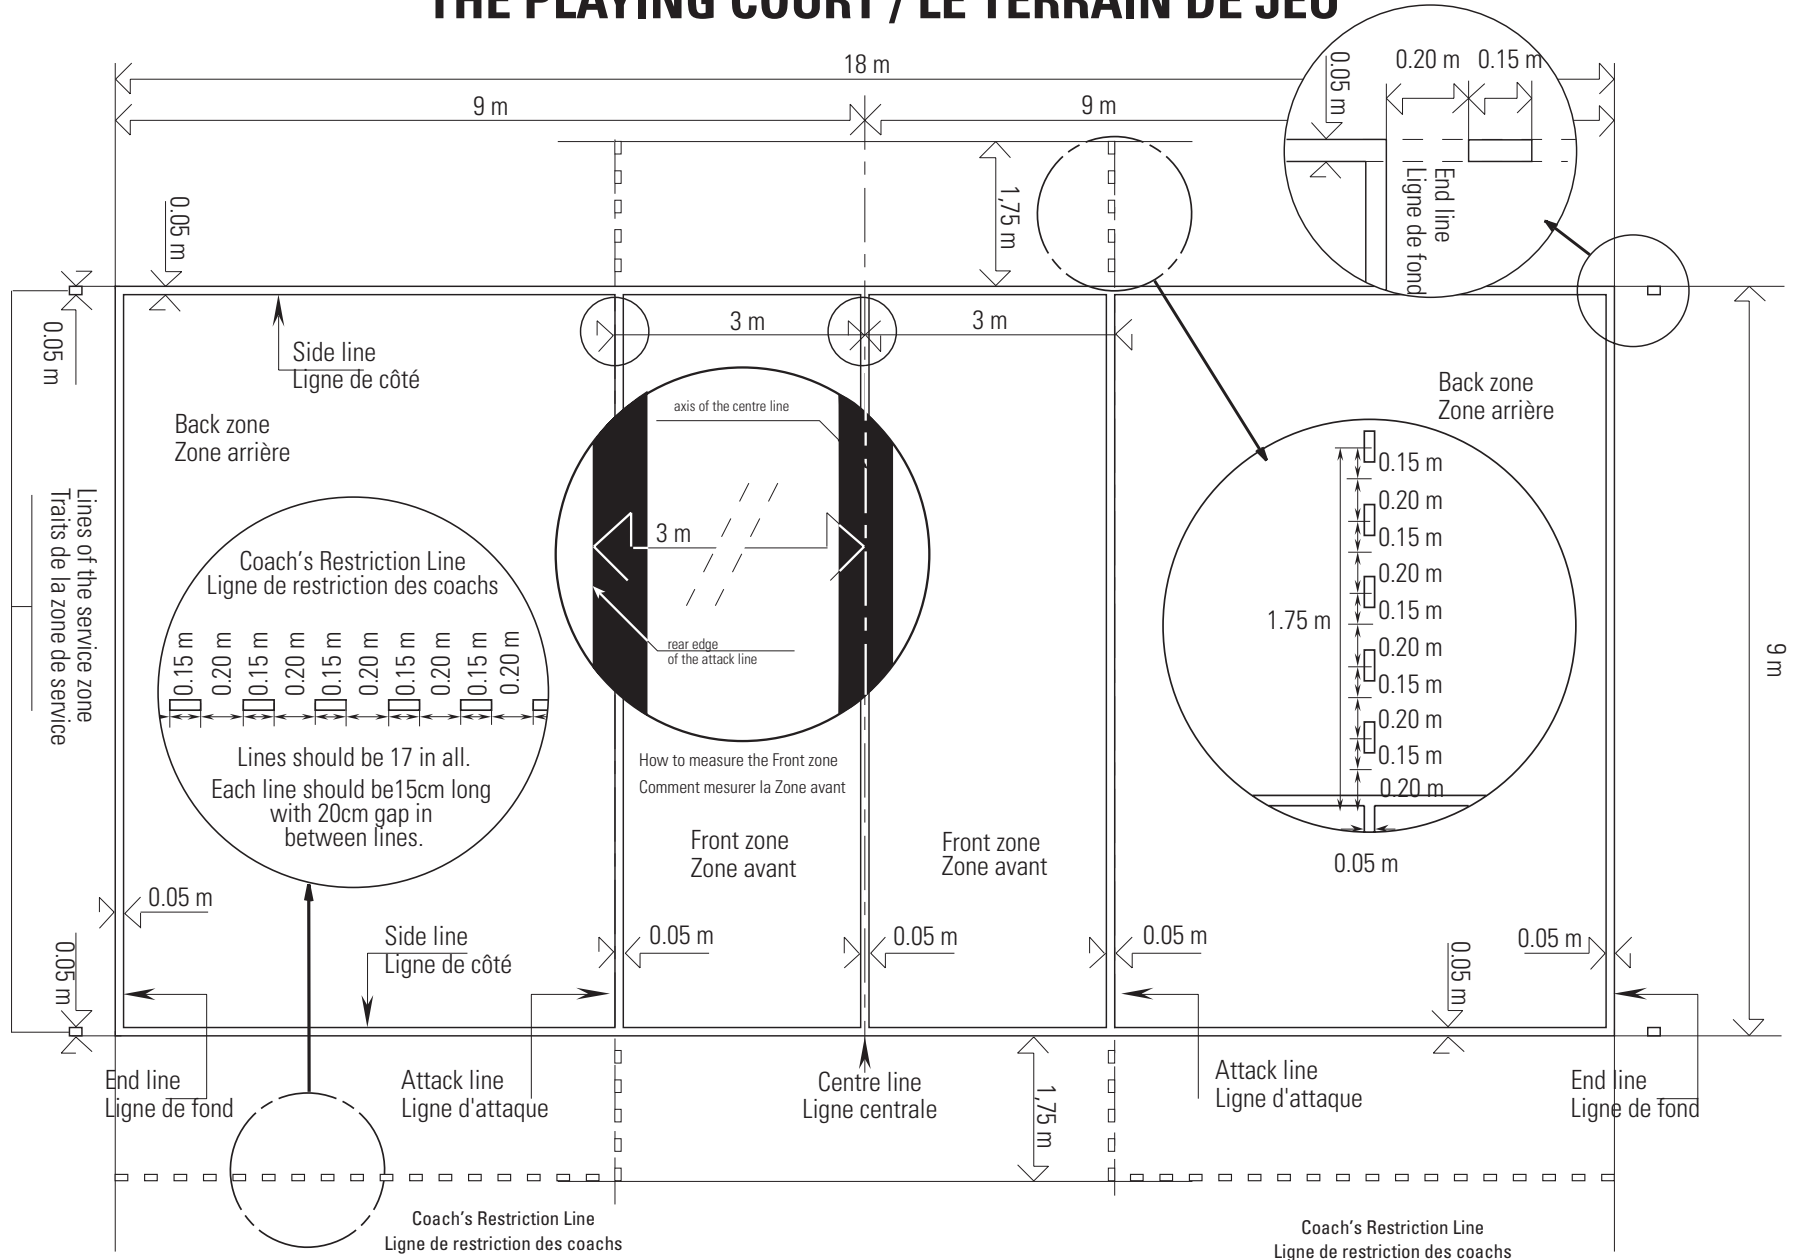 THE PLAYING COURT / LE TERRAIN DE JEU
18 m
9 m
9 m
0.05 m
0.20 m
0.15 m
End line
Ligne de fond
1,75 m
0.05 m
0.05 m
3 m
3 m
Side line
Ligne de côté
Back zone
Zone arrière
Back zone
Zone arrière
axis of the centre line
3 m
rear edge
of the attack line
How to measure the Front zone
Comment mesurer la Zone avant
Lines of the service zone
Traits de la zone de service
Coach's Restriction Line
Ligne de restriction des coachs
0.15 m
0.20 m
0.15 m
0.20 m
0.15 m
0.20 m
0.15 m
0.20 m
0.15 m
0.20 m
Lines should be 17 in all.
Each line should be15cm long
with 20cm gap in
between lines.
0.15 m
0.20 m
0.15 m
0.20 m
0.15 m
0.20 m
0.15 m
0.20 m
0.15 m
0.20 m
1.75 m
0.05 m
9 m
Front zone
Zone avant
Front zone
Zone avant
0.05 m
0.05 m
0.05 m
0.05 m
0.05 m
0.05 m
0.05 m
Side line
Ligne de côté
End line
Ligne de fond
Attack line
Ligne d'attaque
Centre line
Ligne centrale
1,75 m
Attack line
Ligne d'attaque
End line
Ligne de fond
Coach's Restriction Line
Ligne de restriction des coachs
Coach's Restriction Line
Ligne de restriction des coachs